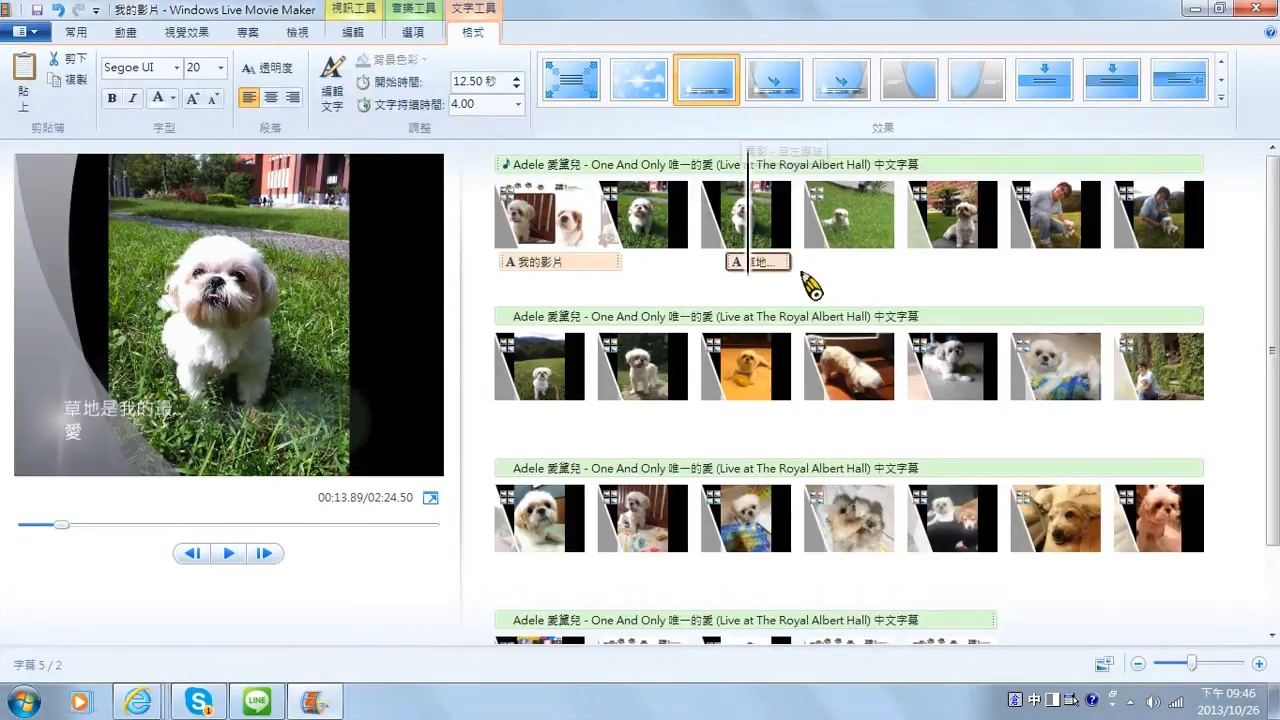 我的影片 - Windows Live Movie Maker
視訊工具
音樂工具
文字工具
常用
動畫
視覺效果
專案
檢視
編輯
選項
格式
貼上
剪下
複製
剪貼簿
Segoe UI
20
透明度
B I A A A
字型
段落
編輯文字
背景色彩
開始時間:
12.50 秒
文字持續時間:
4.00
調整
效果
草地是我的最
愛
00:13.89/02:24.50
Adele 愛黛兒 - One And Only 唯一的愛 (Live at The Royal Albert Hall) 中文字幕
A 我的影片
A 草地...
Adele 愛黛兒 - One And Only 唯一的愛 (Live at The Royal Albert Hall) 中文字幕
Adele 愛黛兒 - One And Only 唯一的愛 (Live at The Royal Albert Hall) 中文字幕
Adele 愛黛兒 - One And Only 唯一的愛 (Live at The Royal Albert Hall) 中文字幕
字幕 5 / 2
LINE
中
下午 09:46
2013/10/26